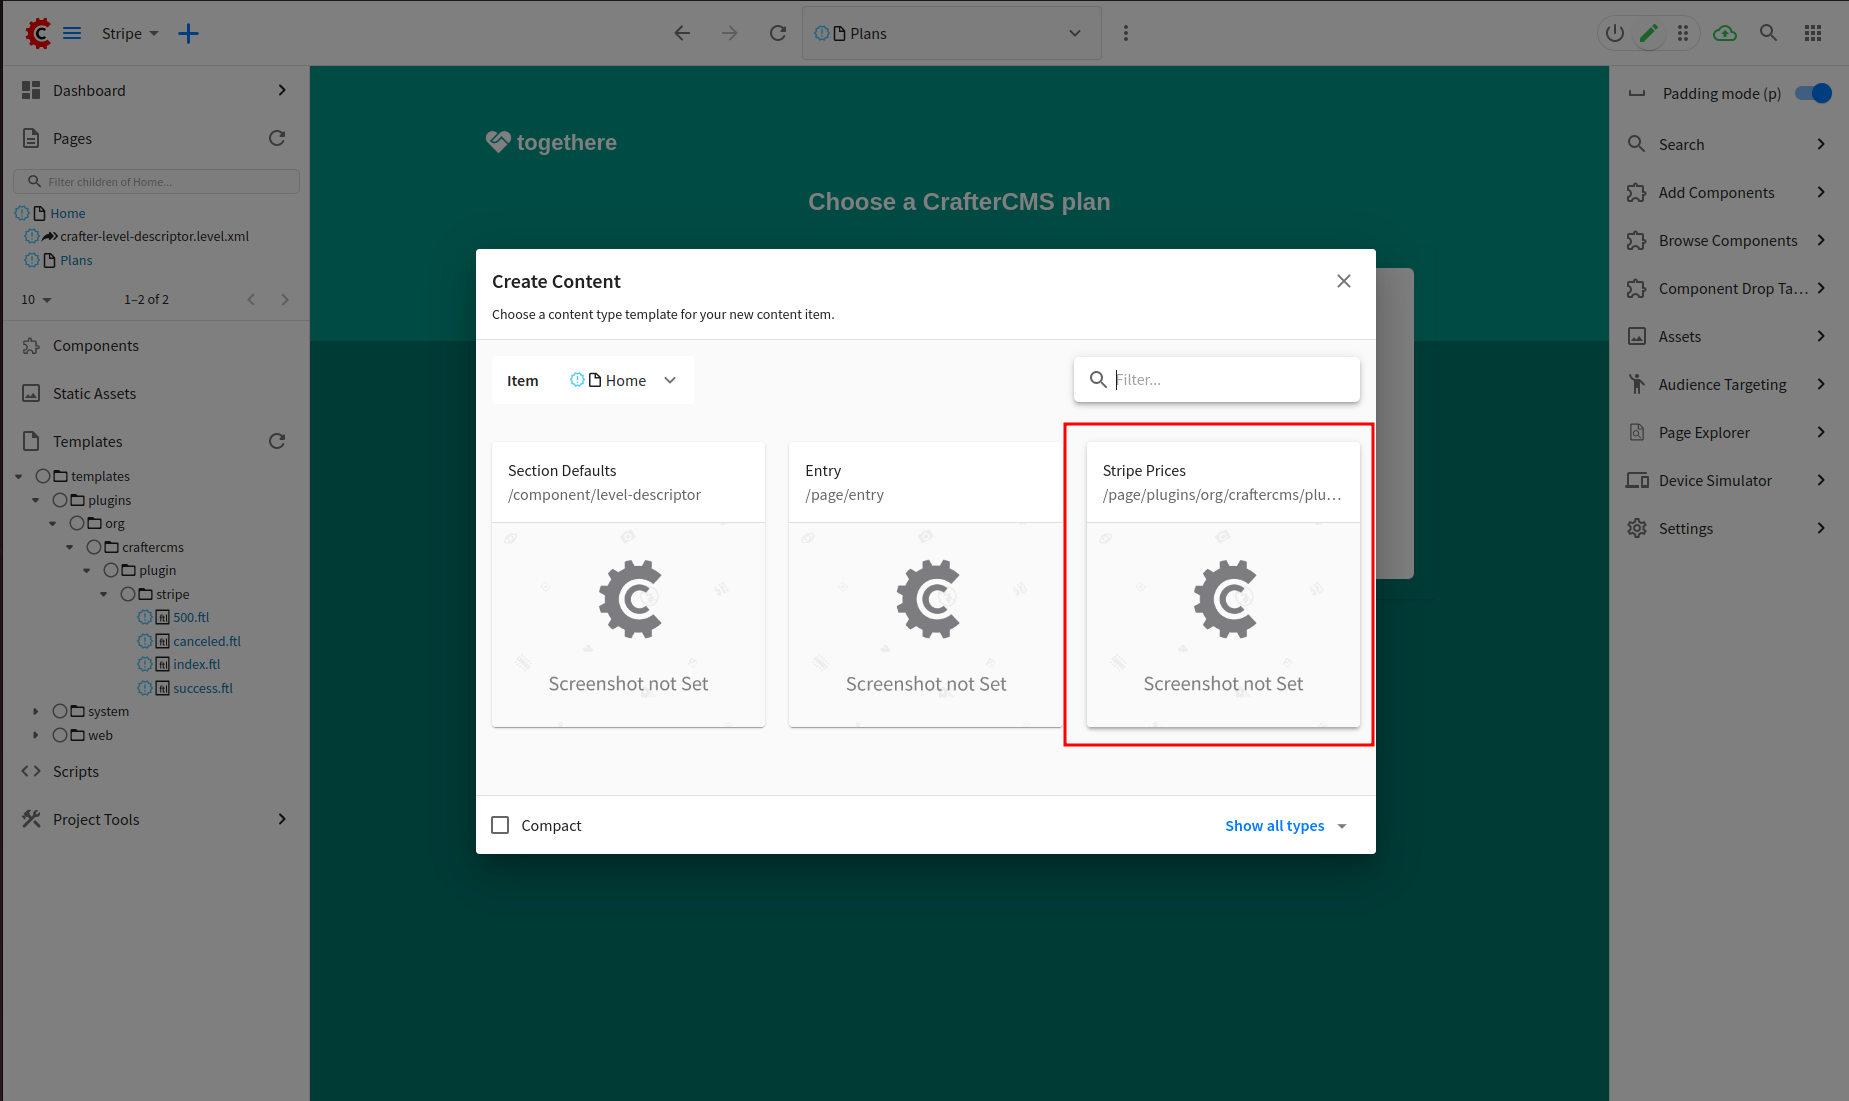 Stripe
Plans
Dashboard
Pages
Filter children of Home...
Home
crafter-level-descriptor.level.xml
Plans
10
1–2 of 2
Components
Static Assets
Templates
templates
plugins
org
craftercms
plugin
stripe
500.ftl
canceled.ftl
index.ftl
success.ftl
system
web
Scripts
Project Tools
togethere
Choose a CrafterCMS plan
Create Content
Choose a content type template for your new content item.
Item
Home
Filter...
Section Defaults
/component/level-descriptor
Screenshot not Set
Entry
/page/entry
Screenshot not Set
Stripe Prices
/page/plugins/org/craftercms/plu...
Screenshot not Set
Compact
Show all types
Padding mode (p)
Search
Add Components
Browse Components
Component Drop Ta...
Assets
Audience Targeting
Page Explorer
Device Simulator
Settings